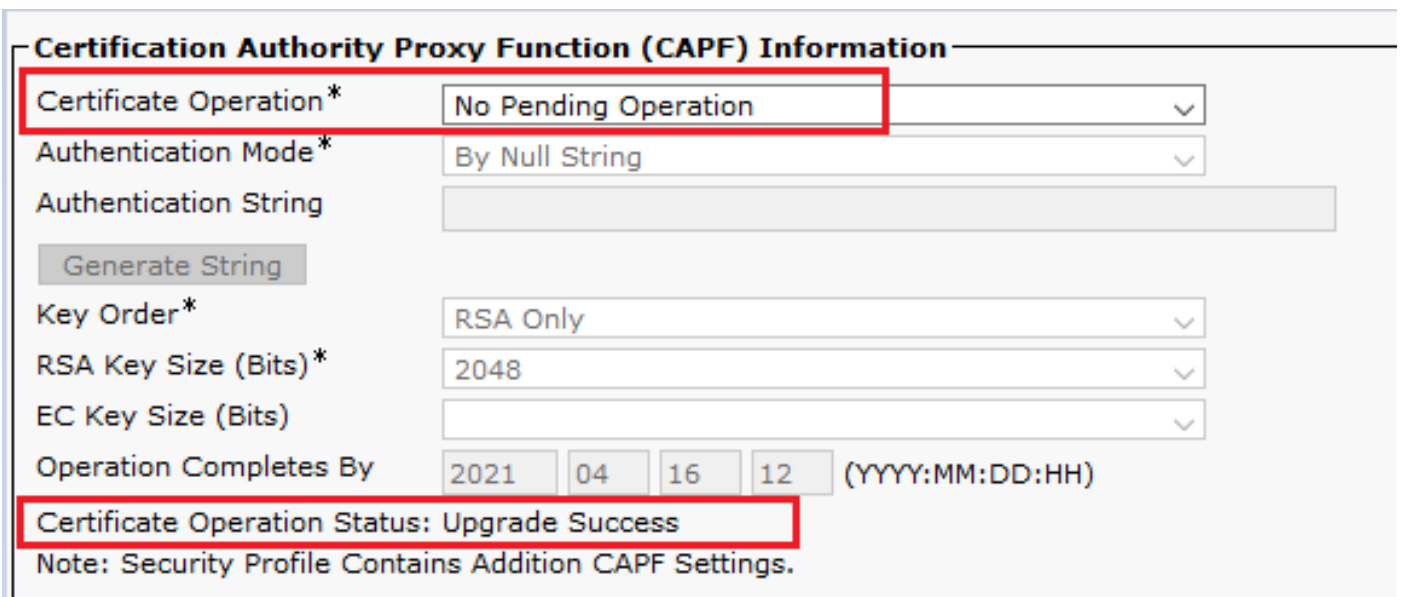 Certification Authority Proxy Function (CAPF) Information
Certificate Operation* No Pending Operation
Authentication Mode* By Null String
Authentication String
Generate String
Key Order* RSA Only
RSA Key Size (Bits)* 2048
EC Key Size (Bits)
Operation Completes By 2021 04 16 12 (YYYY:MM:DD:HH)
Certificate Operation Status: Upgrade Success
Note: Security Profile Contains Addition CAPF Settings.